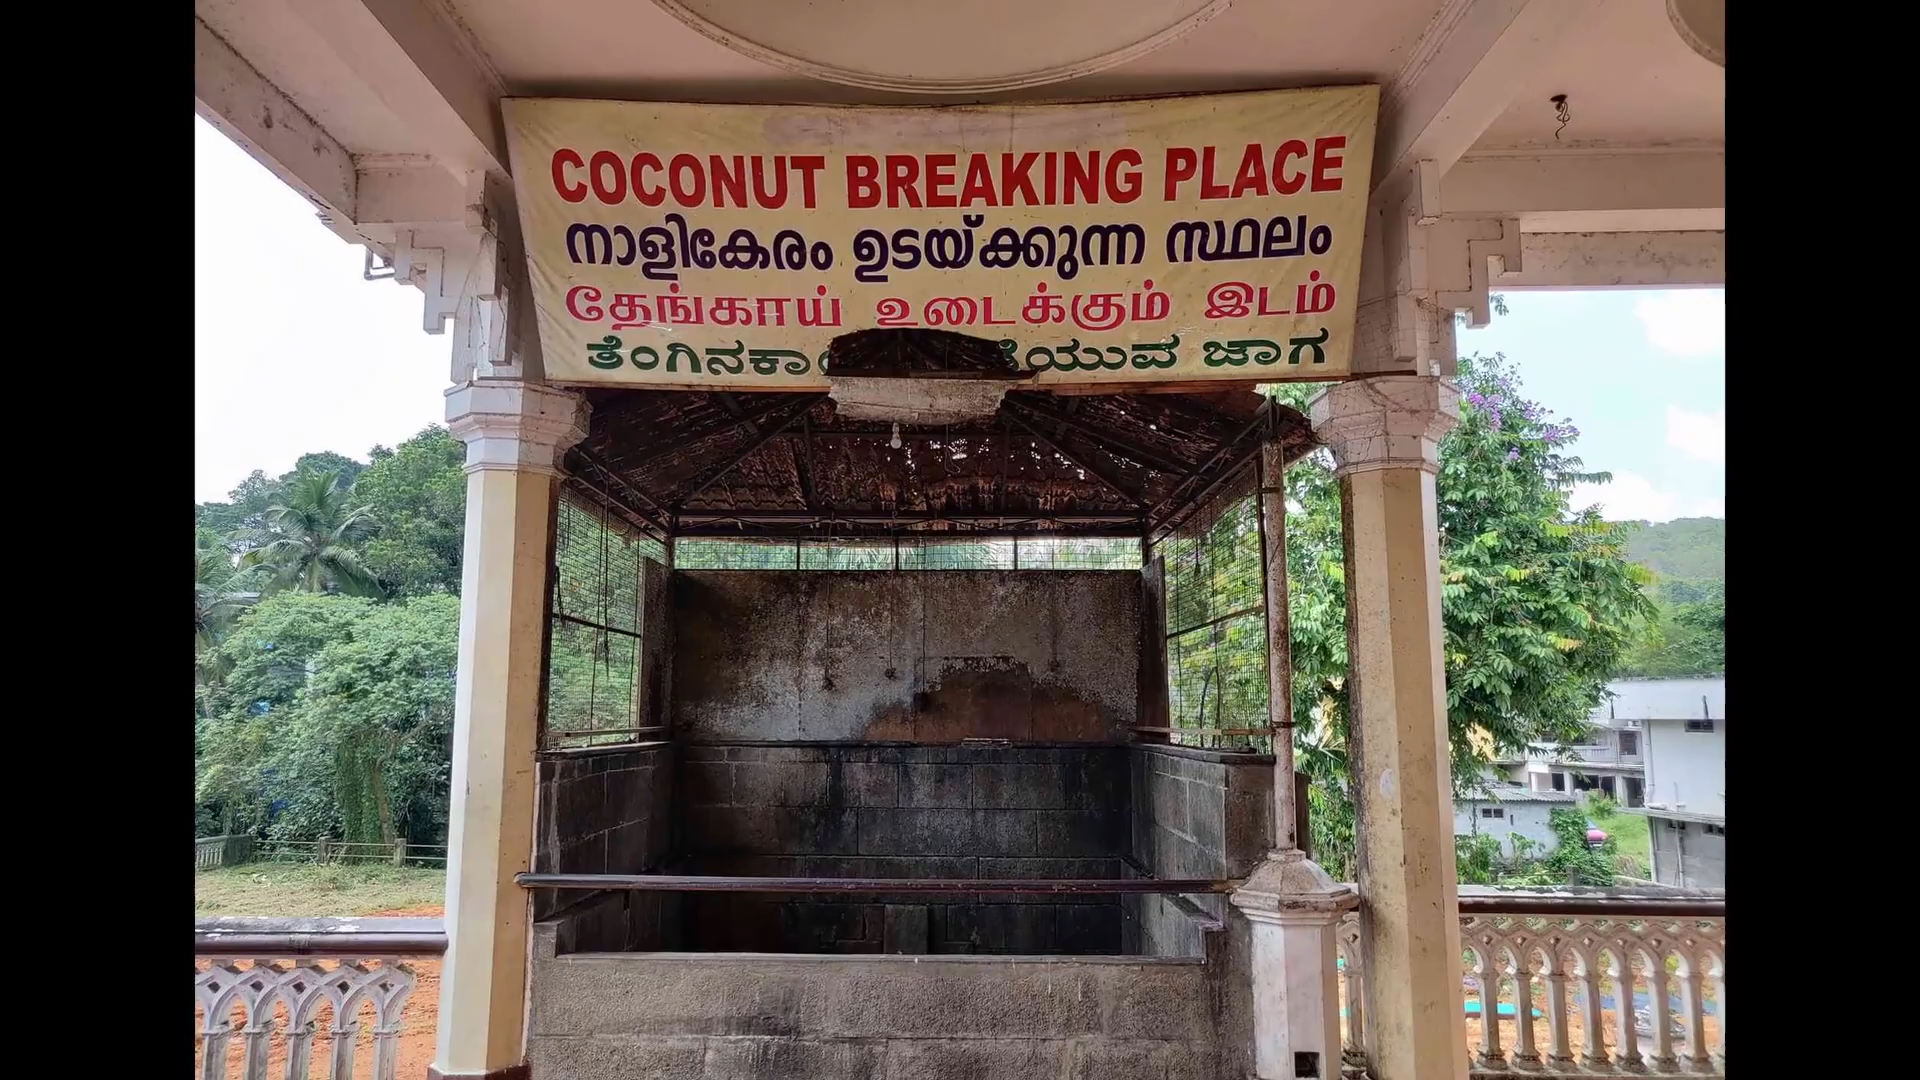 COCONUT BREAKING PLACE
നാളികേരം ഉടയ്ക്കുന്ന സ്ഥലം
தேங்காய் உடைக்கும் இடம்
ಜಾಗ